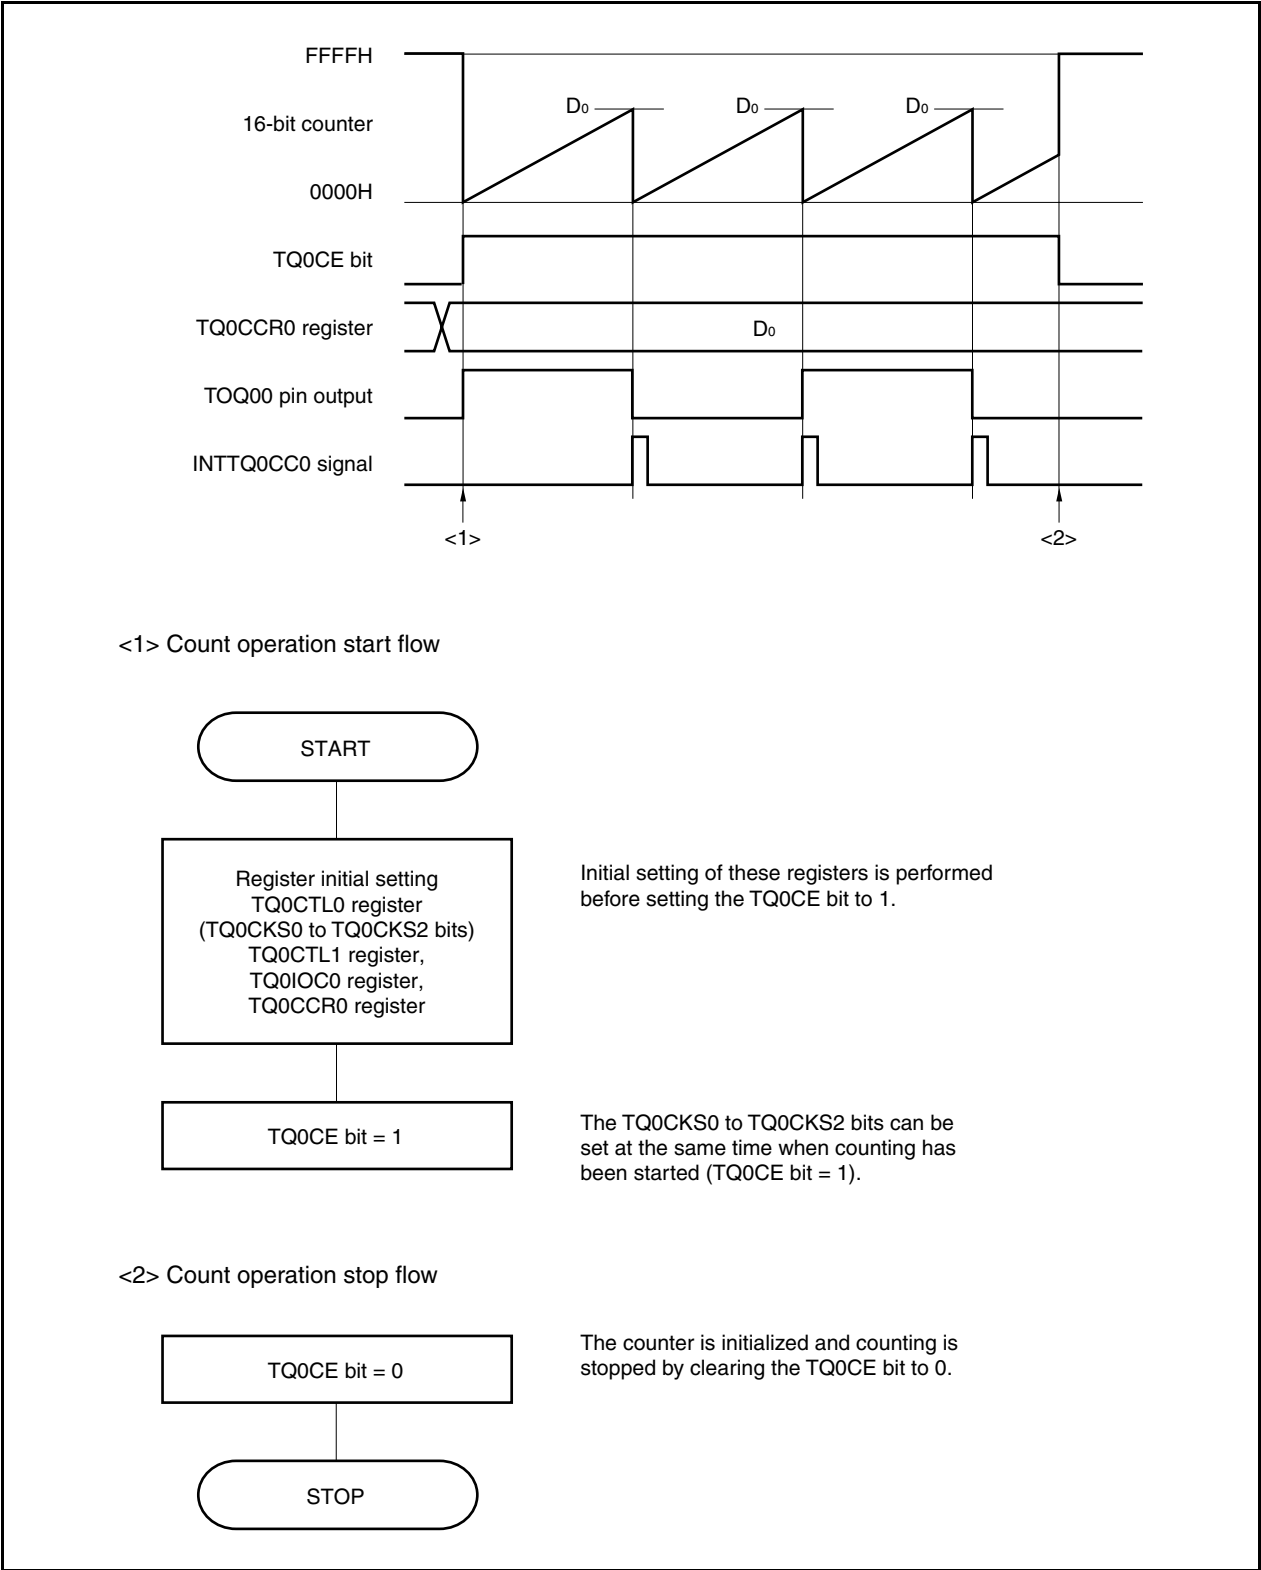 FFFFH
D0 D0 D0
16-bit counter
0000H
TQ0CE bit
TQ0CCR0 register D0
TOQ00 pin output
INTTQ0CC0 signal
<1> <2>
<1> Count operation start flow
START
Register initial setting
TQ0CTL0 register
(TQ0CKS0 to TQ0CKS2 bits)
TQ0CTL1 register,
TQ0IOC0 register,
TQ0CCR0 register
Initial setting of these registers is performed
before setting the TQ0CE bit to 1.
TQ0CE bit = 1
The TQ0CKS0 to TQ0CKS2 bits can be
set at the same time when counting has
been started (TQ0CE bit = 1).
<2> Count operation stop flow
TQ0CE bit = 0
The counter is initialized and counting is
stopped by clearing the TQ0CE bit to 0.
STOP